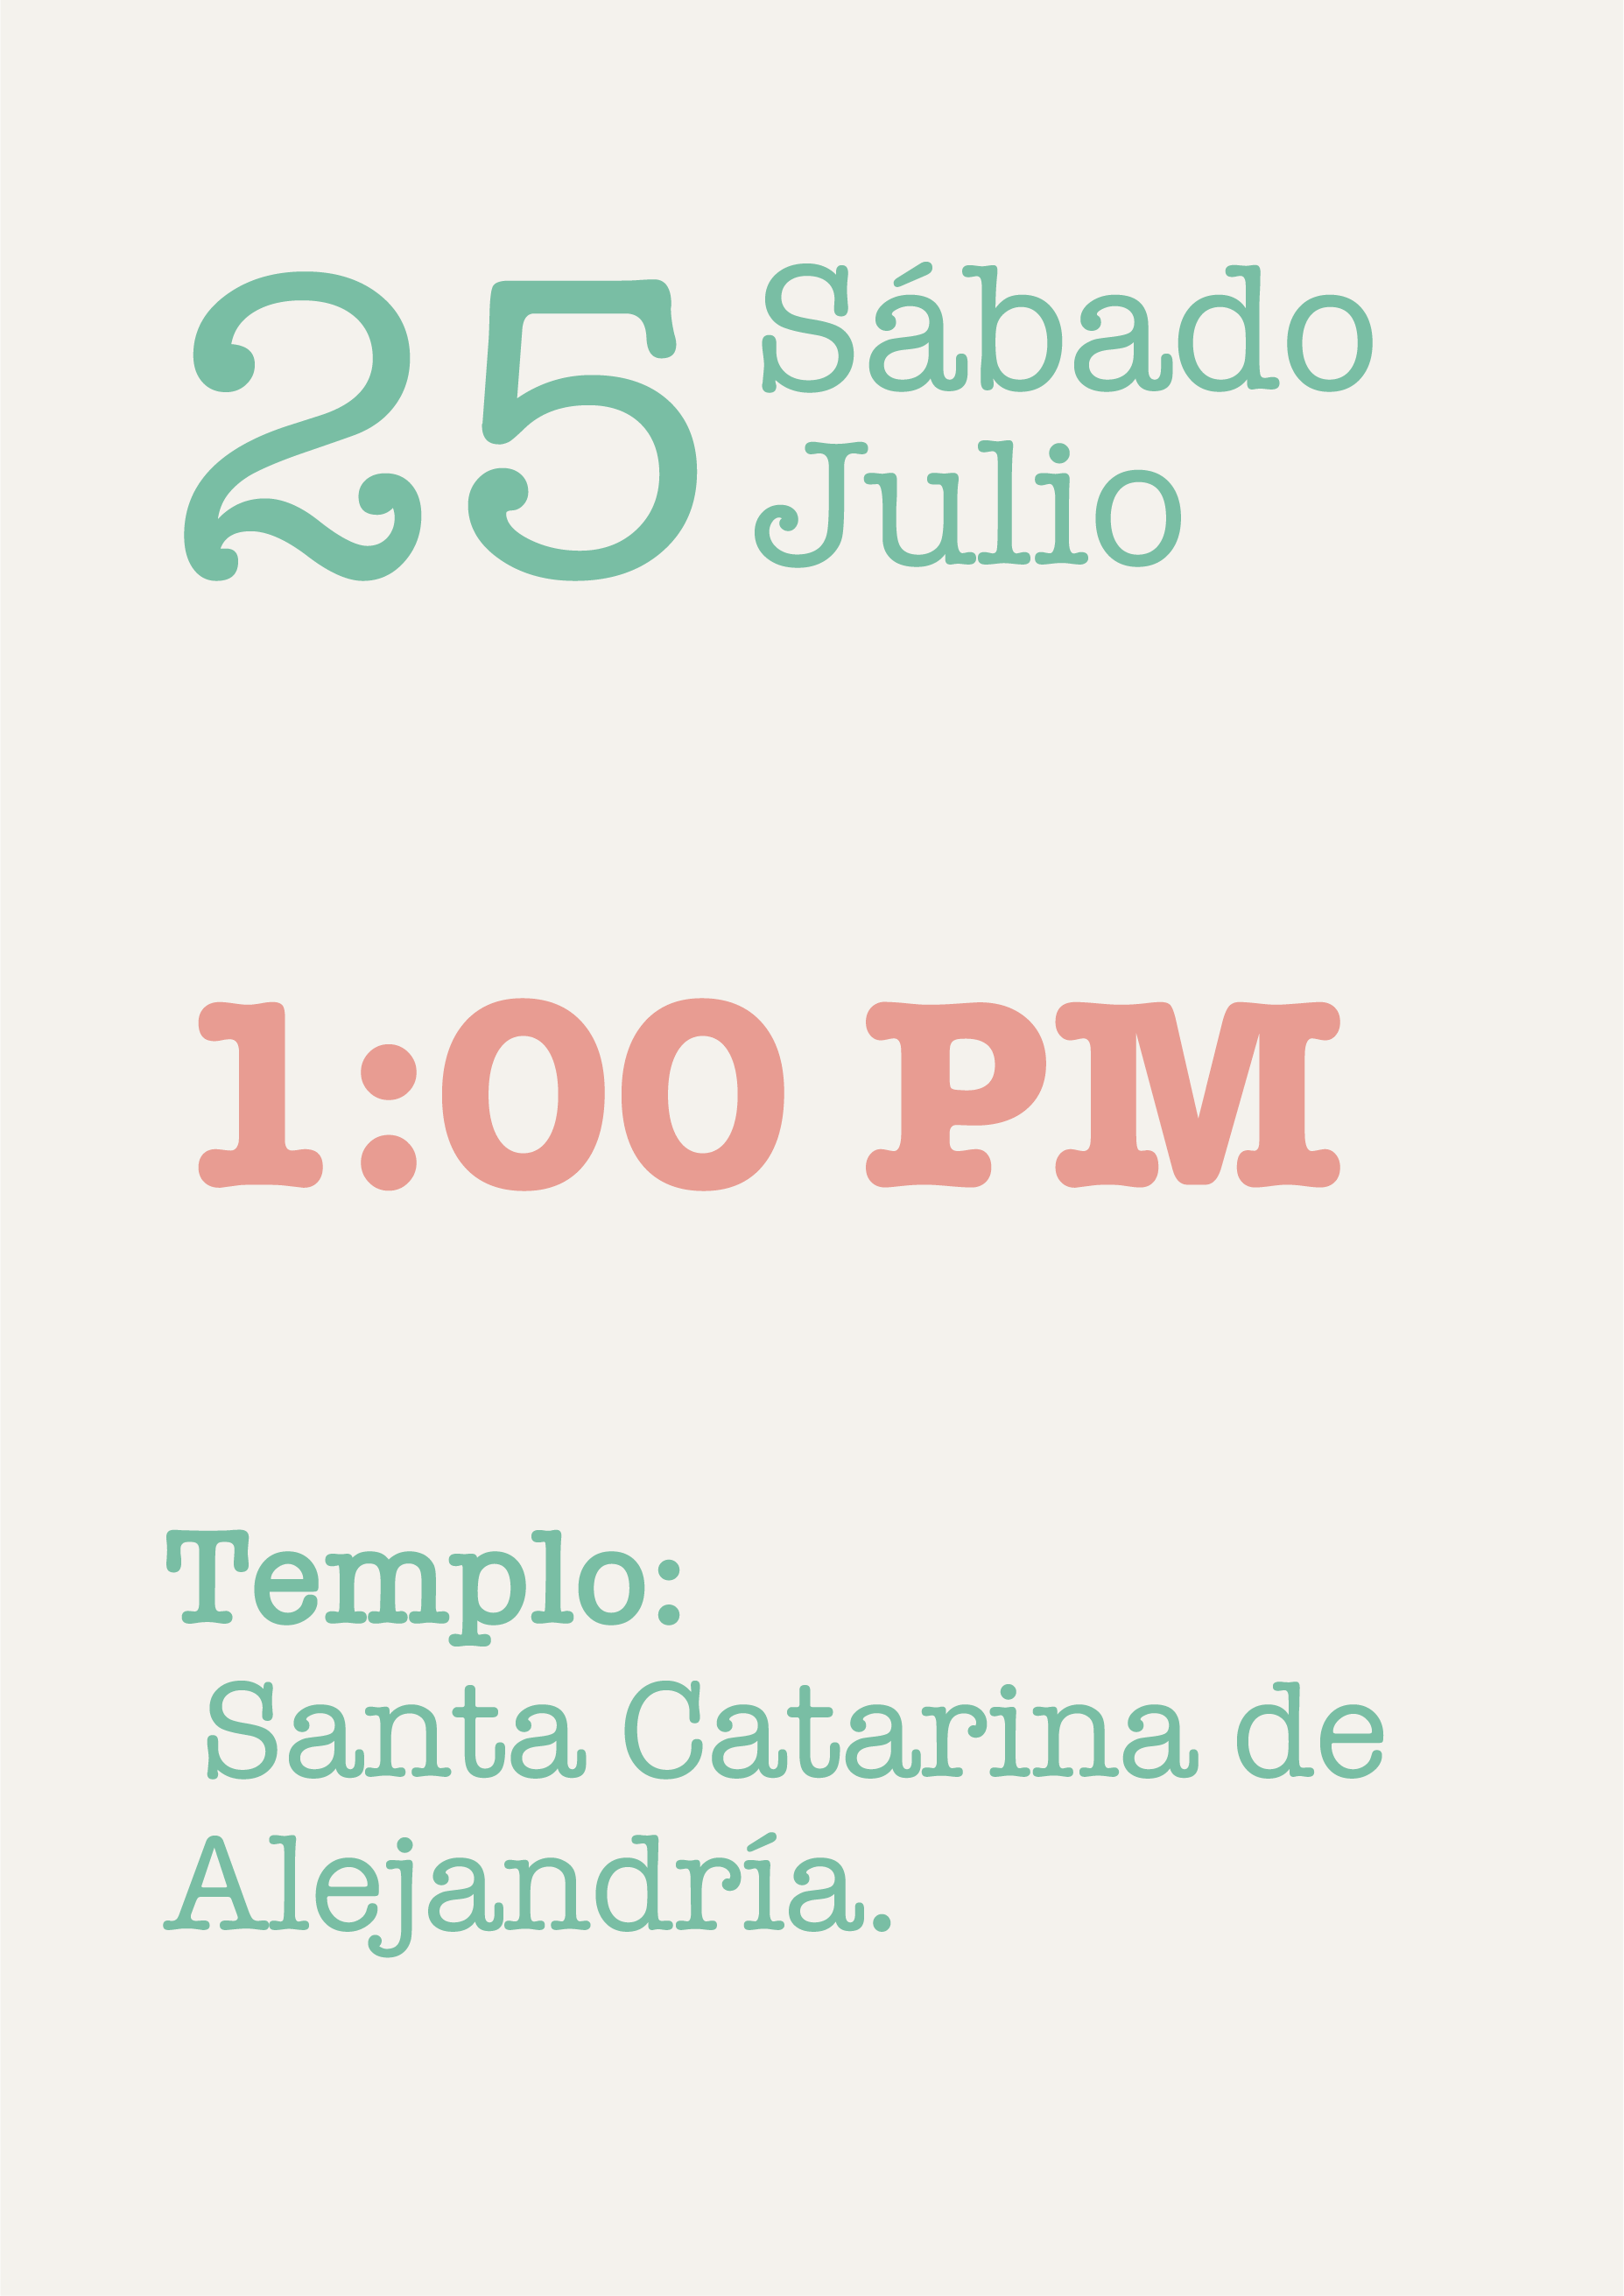 25 Sábado
Julio
1:00 PM
Templo:
Santa Catarina de
Alejandría.